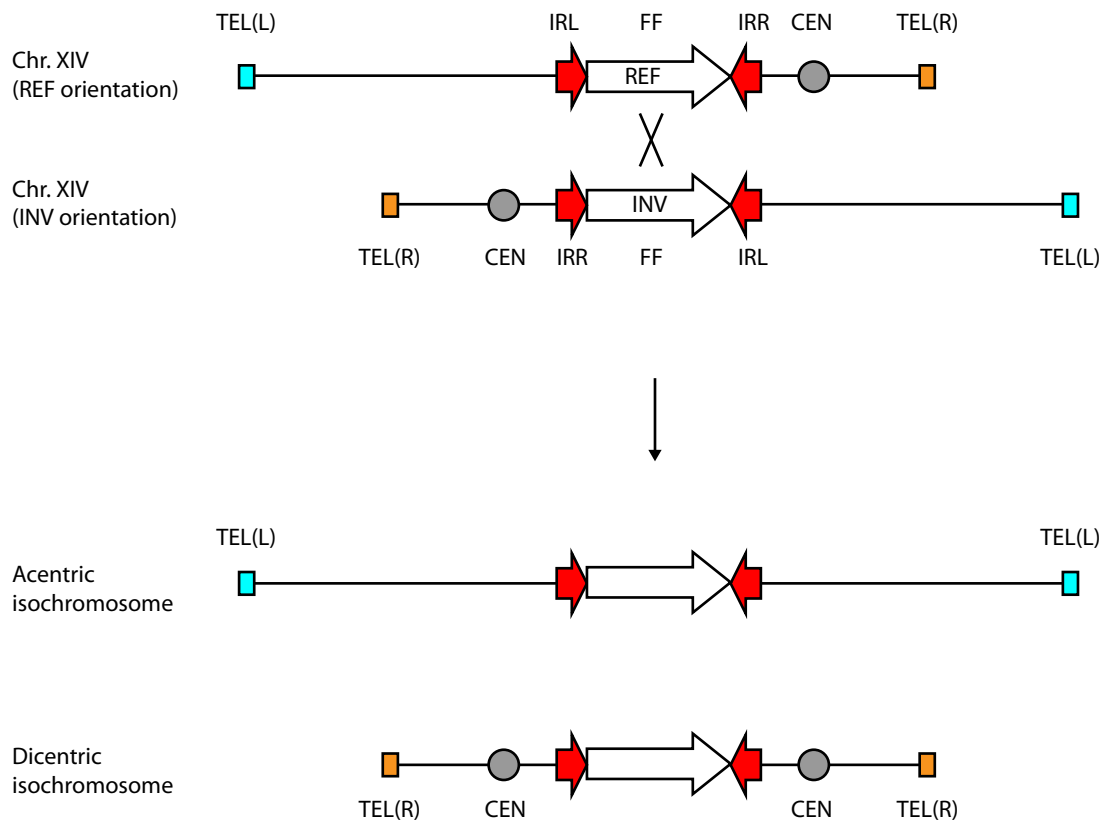 TEL(L) IRL FF IRR CEN TEL(R)
Chr. XIV
(REF orientation)
REF
Chr. XIV
(INV orientation)
INV
TEL(R) CEN IRR FF IRL TEL(L)
TEL(L) TEL(L)
Acentric
isochromosome
Dicentric
isochromosome
TEL(R) CEN CEN TEL(R)